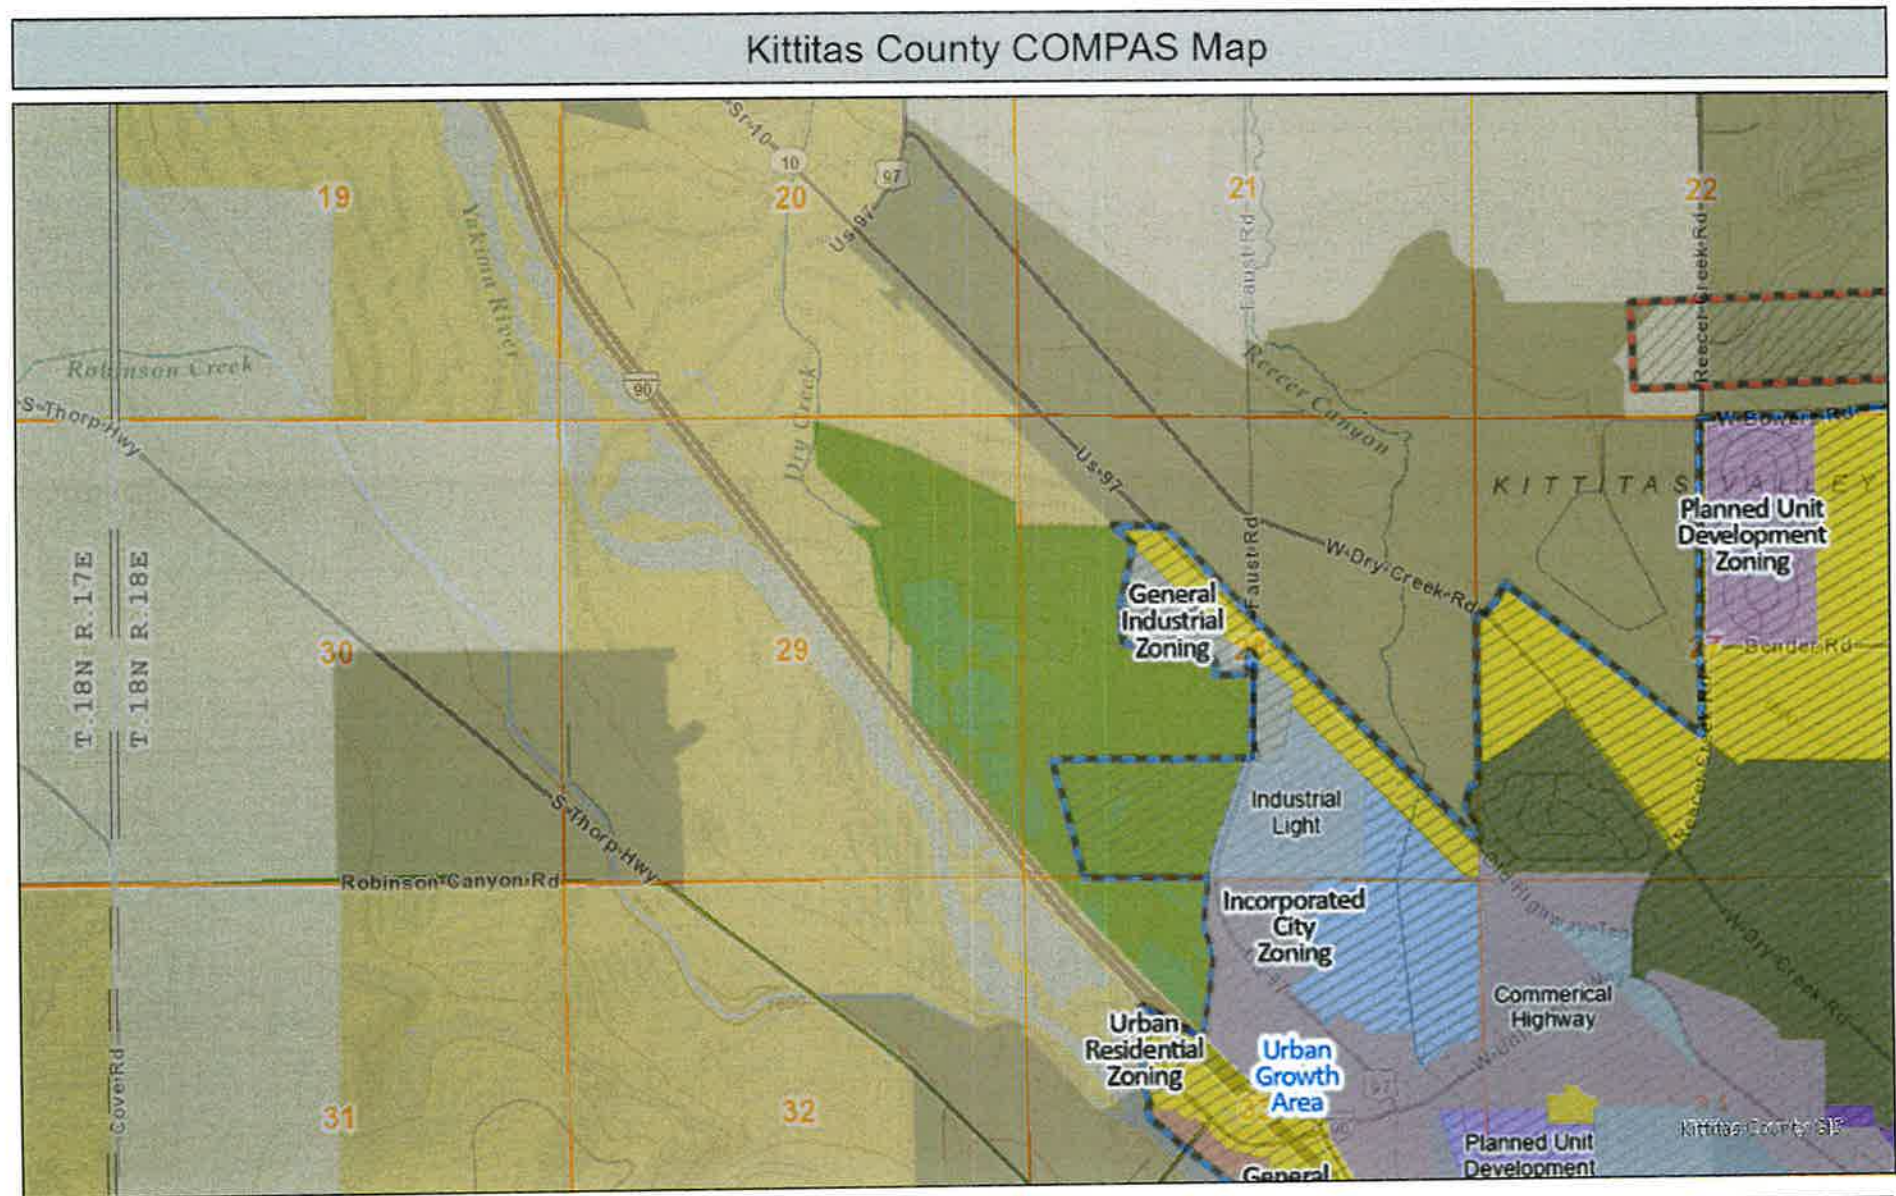 Kittitas County COMPAS Map
Sr-10
10
97
19
20
21
22
Us-97
Yakima River
Faust Rd
Reecer-Creek-Rd
Robinson Creek
90
Dry Creek
Reecer Canyon
S-Thorp-Hwy
W-Bowers-Rd
Us-97
KITTITAS VALLEY
Planned Unit
Development
Zoning
T.18N R.17E
T.18N R.18E
Faust Rd
W-Dry-Creek-Rd
General
Industrial
Zoning
30
29
27
Bender Rd
Industrial
Light
S-Thorp-Hwy
Robinson-Canyon-Rd
Incorporated
City
Zoning
W-Dry-Creek-Rd
Commerical
Highway
Urban
Residential
Zoning
Urban
Growth
Area
97
Cove Rd
31
32
Kittitas County GIS
Planned Unit
Development
General